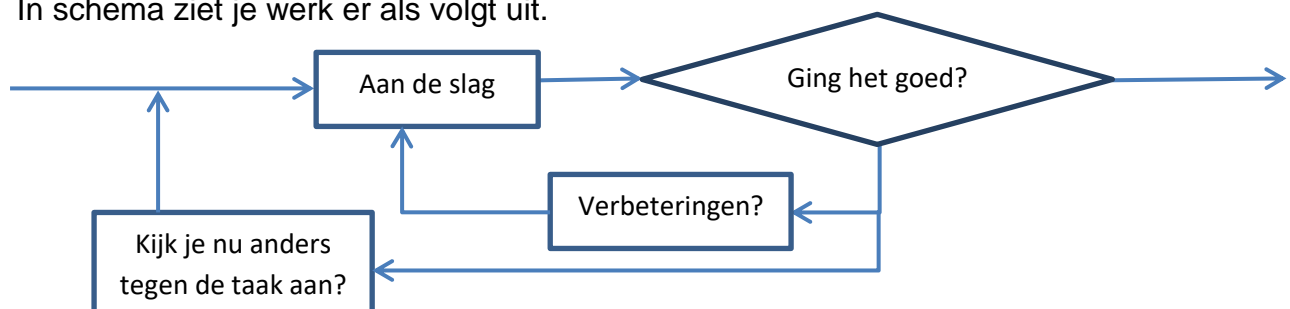 In schema ziet je werk er als volgt uit.
Aan de slag
Ging het goed?
Verbeteringen?
Kijk je nu anders
tegen de taak aan?